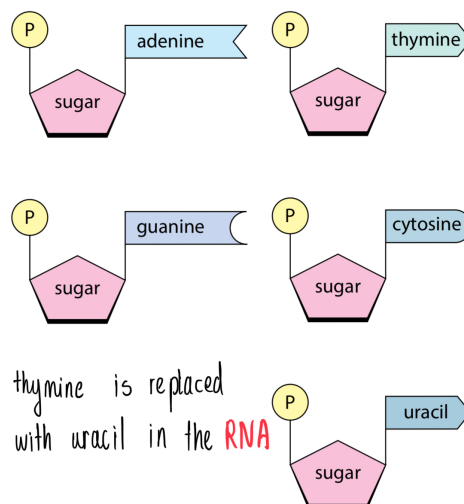 P
adenine
sugar
P
thymine
sugar
P
guanine
sugar
P
cytosine
sugar
thymine is replaced
with uracil in the RNA
P
uracil
sugar